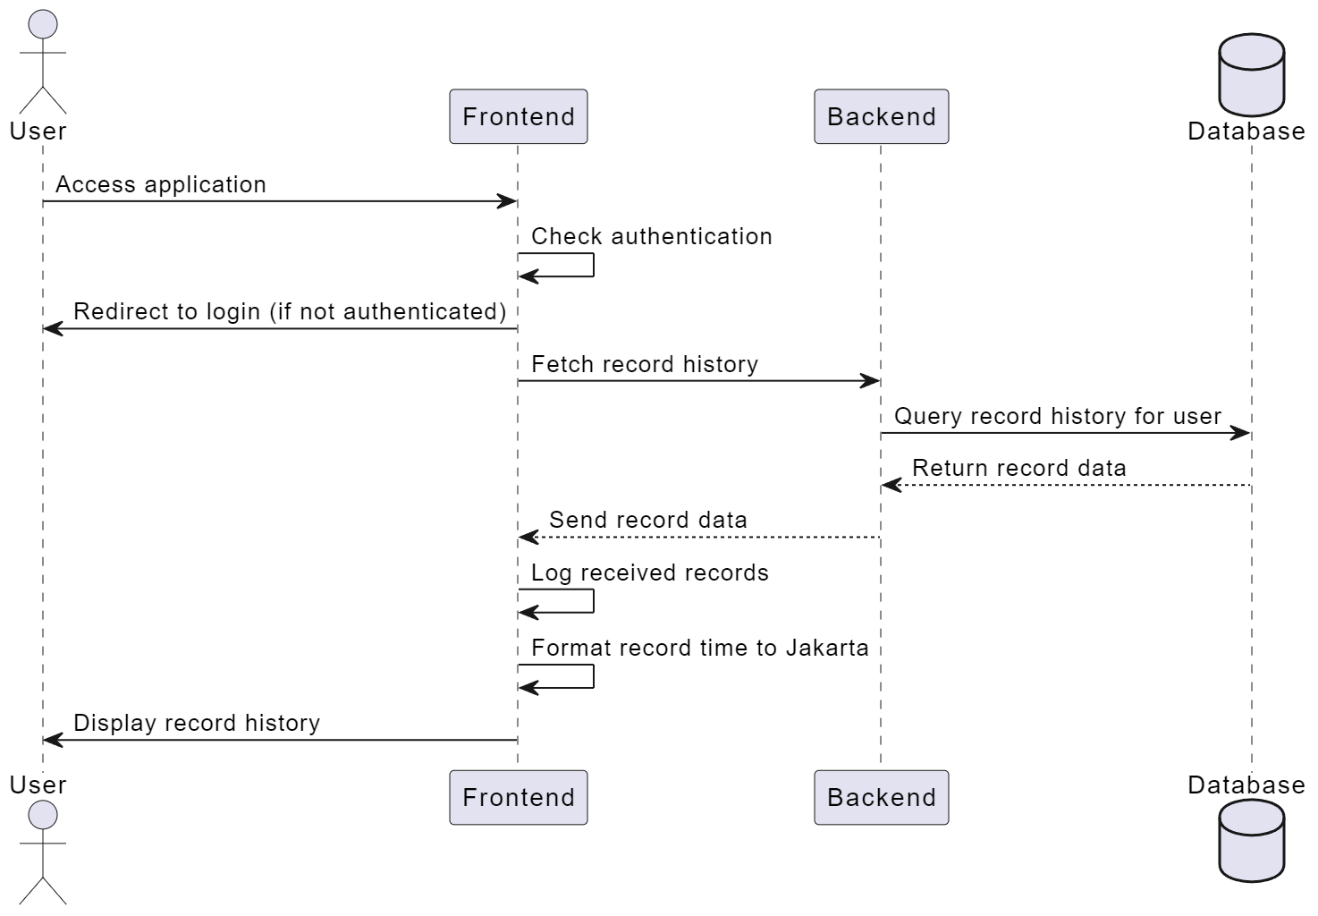 User
Frontend
Backend
Database
Access application
Check authentication
Redirect to login (if not authenticated)
Fetch record history
Query record history for user
Return record data
Send record data
Log received records
Format record time to Jakarta
Display record history
User
Frontend
Backend
Database